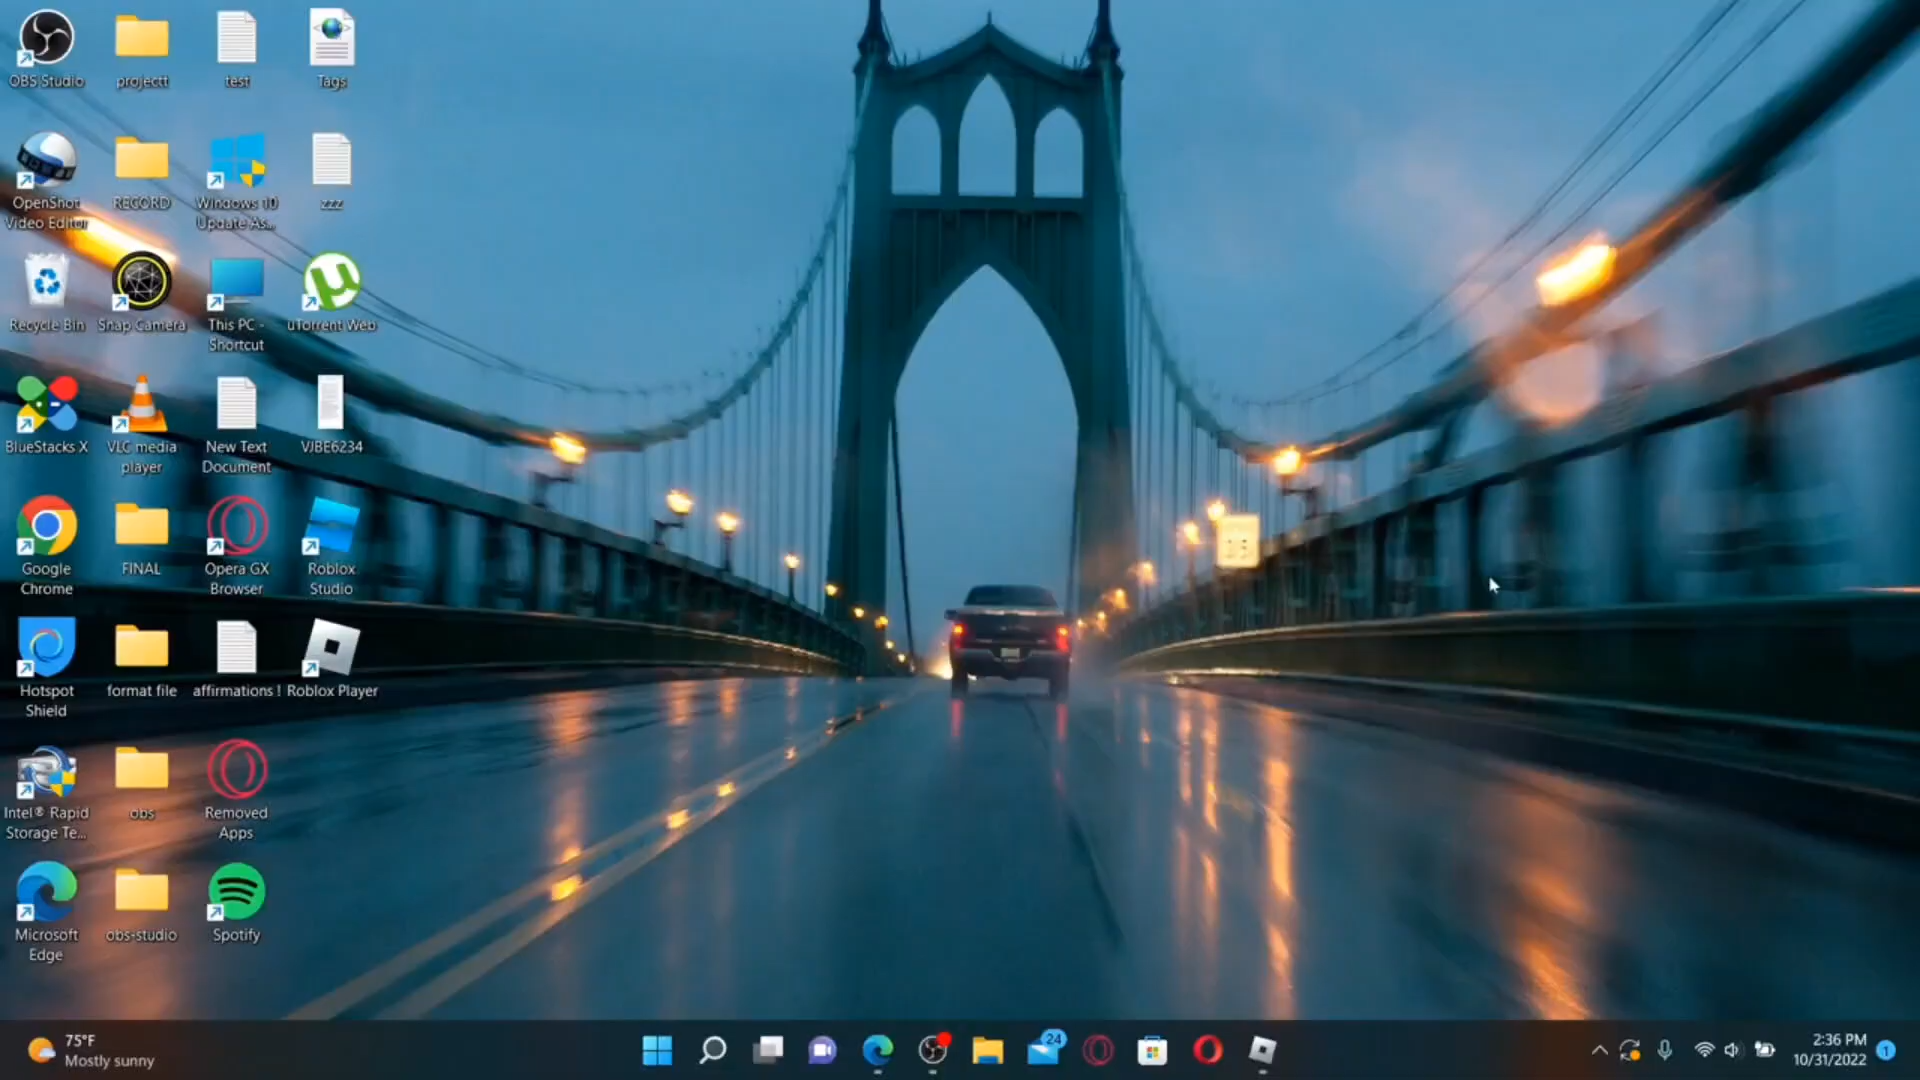 OBS Studio
projectt
test
Tags
OpenShot
Video Editor
RECORD
Windows 10
Update As...
zzz
Recycle Bin
Snap Camera
This PC -
Shortcut
uTorrent Web
BlueStacks X
VLC media
player
New Text
Document
VJBE6234
Google
Chrome
FINAL
Opera GX
Browser
Roblox
Studio
Hotspot
Shield
format file
affirmations !
Roblox Player
Intel® Rapid
Storage Te...
obs
Removed
Apps
Microsoft
Edge
obs-studio
Spotify
75°F
Mostly sunny
24
2:36 PM
10/31/2022
1